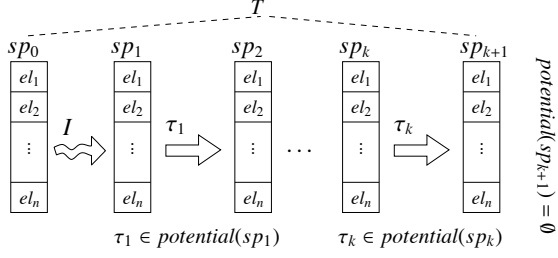 T
sp₀ sp₁ sp₂ spₖ spₖ₊₁
el₁ el₁ el₁ el₁ el₁
el₂ el₂ el₂ el₂ el₂
I τ₁ τₖ
⋮ ⋮ ⋮ … ⋮ ⋮
elₙ elₙ elₙ elₙ elₙ
τ₁ ∈ potential(sp₁) τₖ ∈ potential(spₖ)
potential(spₖ₊₁) = ∅